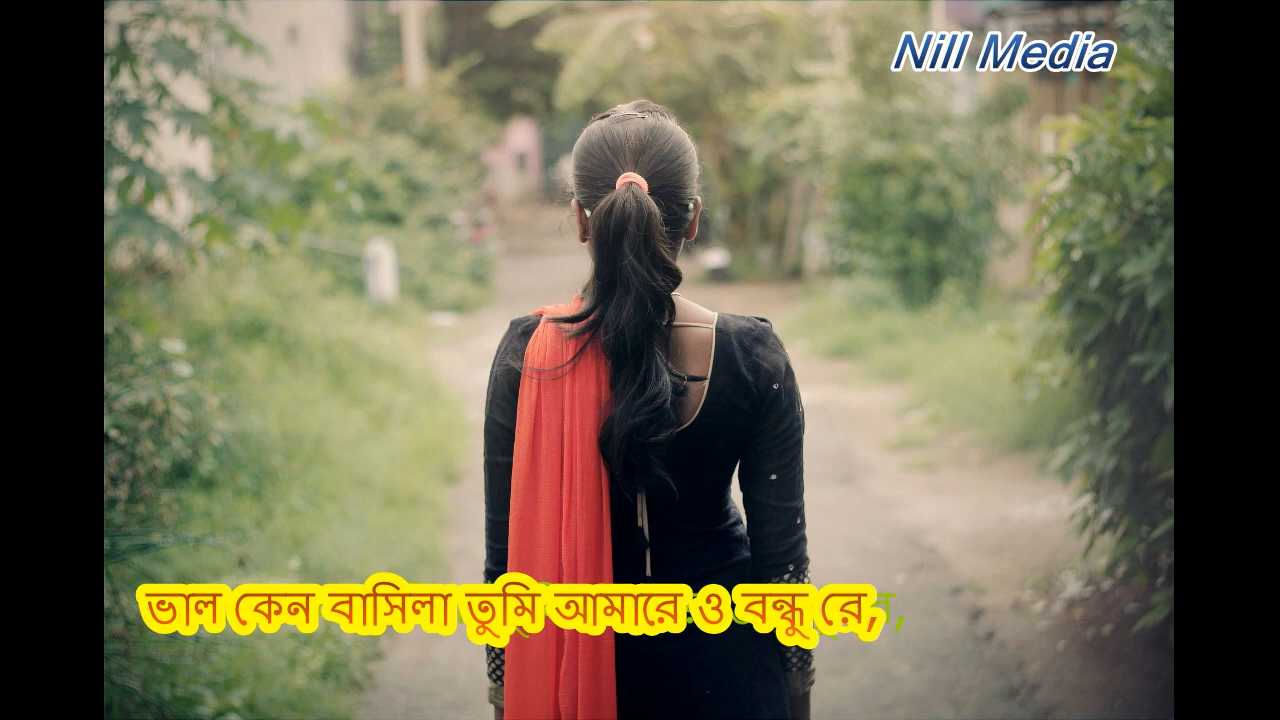 Nill Media
ভাল কেন বাসিলা তুমি আমারে ও বন্ধু রে,